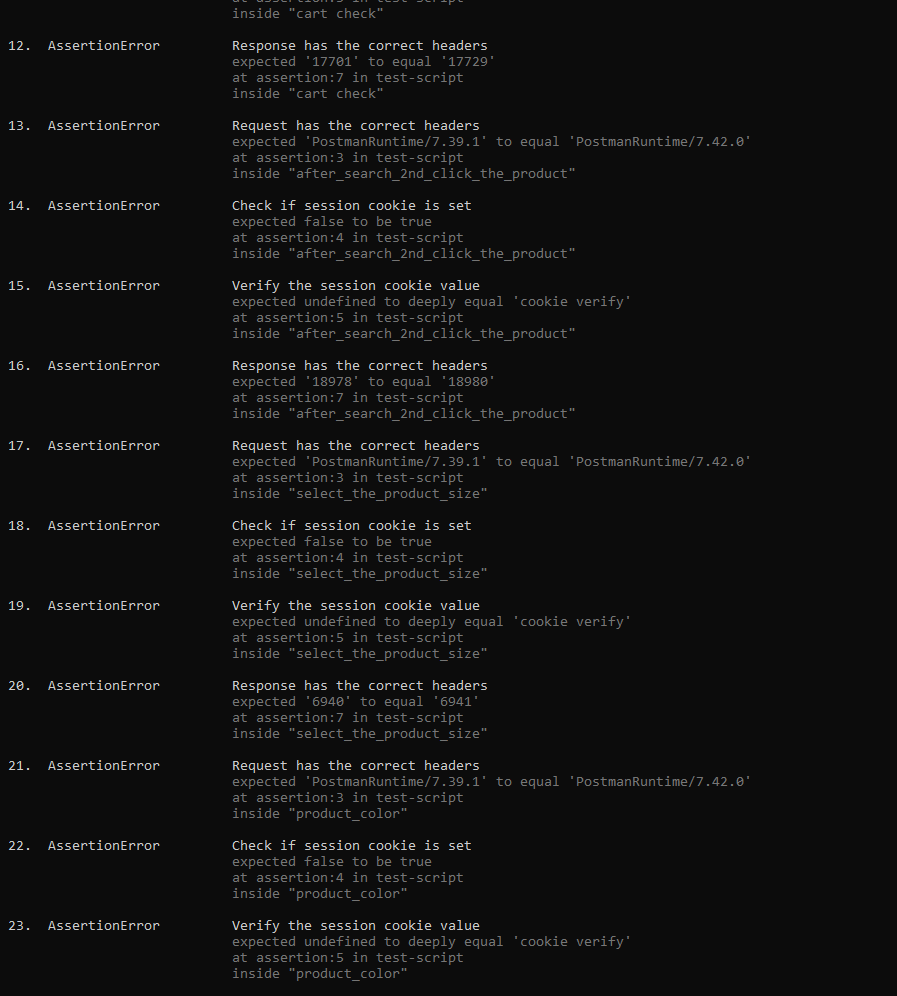 at assertion:5 in test-script
inside "cart check"
12. AssertionError Response has the correct headers
expected '17701' to equal '17729'
at assertion:7 in test-script
inside "cart check"
13. AssertionError Request has the correct headers
expected 'PostmanRuntime/7.39.1' to equal 'PostmanRuntime/7.42.0'
at assertion:3 in test-script
inside "after_search_2nd_click_the_product"
14. AssertionError Check if session cookie is set
expected false to be true
at assertion:4 in test-script
inside "after_search_2nd_click_the_product"
15. AssertionError Verify the session cookie value
expected undefined to deeply equal 'cookie verify'
at assertion:5 in test-script
inside "after_search_2nd_click_the_product"
16. AssertionError Response has the correct headers
expected '18978' to equal '18980'
at assertion:7 in test-script
inside "after_search_2nd_click_the_product"
17. AssertionError Request has the correct headers
expected 'PostmanRuntime/7.39.1' to equal 'PostmanRuntime/7.42.0'
at assertion:3 in test-script
inside "select_the_product_size"
18. AssertionError Check if session cookie is set
expected false to be true
at assertion:4 in test-script
inside "select_the_product_size"
19. AssertionError Verify the session cookie value
expected undefined to deeply equal 'cookie verify'
at assertion:5 in test-script
inside "select_the_product_size"
20. AssertionError Response has the correct headers
expected '6940' to equal '6941'
at assertion:7 in test-script
inside "select_the_product_size"
21. AssertionError Request has the correct headers
expected 'PostmanRuntime/7.39.1' to equal 'PostmanRuntime/7.42.0'
at assertion:3 in test-script
inside "product_color"
22. AssertionError Check if session cookie is set
expected false to be true
at assertion:4 in test-script
inside "product_color"
23. AssertionError Verify the session cookie value
expected undefined to deeply equal 'cookie verify'
at assertion:5 in test-script
inside "product_color"